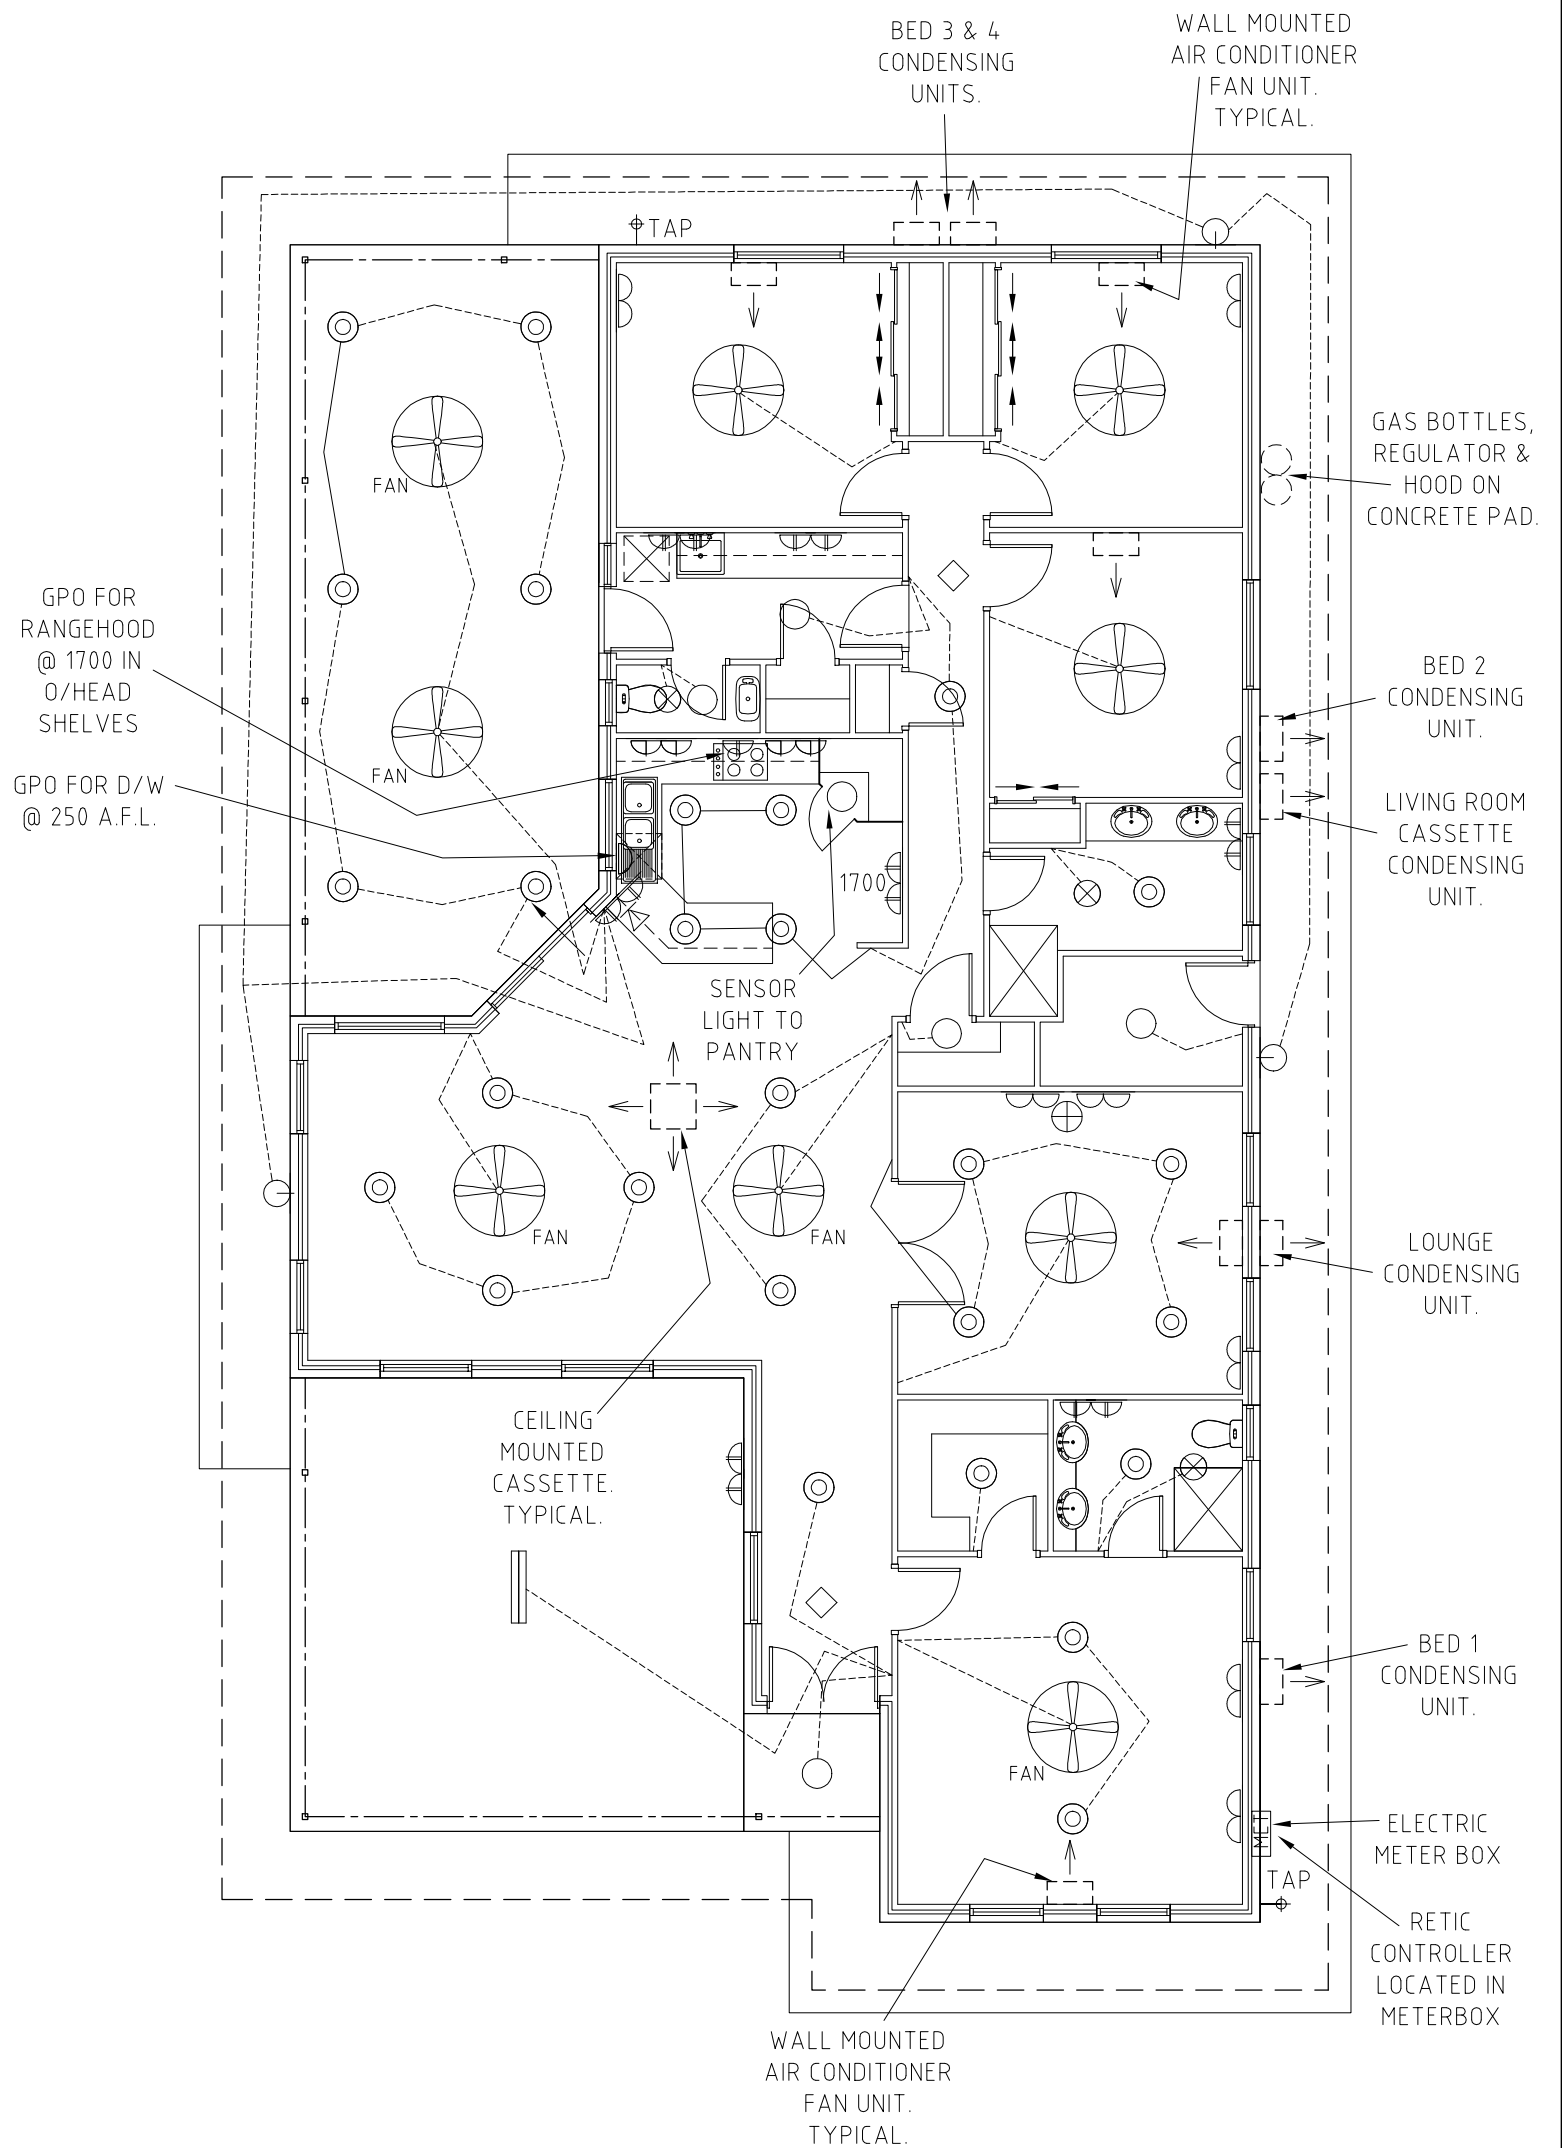 BED 3 & 4
CONDENSING
UNITS.
WALL MOUNTED
AIR CONDITIONER
FAN UNIT.
TYPICAL.
TAP
GAS BOTTLES,
REGULATOR &
HOOD ON
CONCRETE PAD.
FAN
GPO FOR
RANGEHOOD
@ 1700 IN
O/HEAD
SHELVES
BED 2
CONDENSING
UNIT.
FAN
GPO FOR D/W
@ 250 A.F.L.
LIVING ROOM
CASSETTE
CONDENSING
UNIT.
1700
SENSOR
LIGHT TO
PANTRY
FAN
FAN
LOUNGE
CONDENSING
UNIT.
CEILING
MOUNTED
CASSETTE.
TYPICAL.
BED 1
CONDENSING
UNIT.
FAN
MET
ELECTRIC
METER BOX
TAP
RETIC
CONTROLLER
LOCATED IN
METERBOX
WALL MOUNTED
AIR CONDITIONER
FAN UNIT.
TYPICAL.